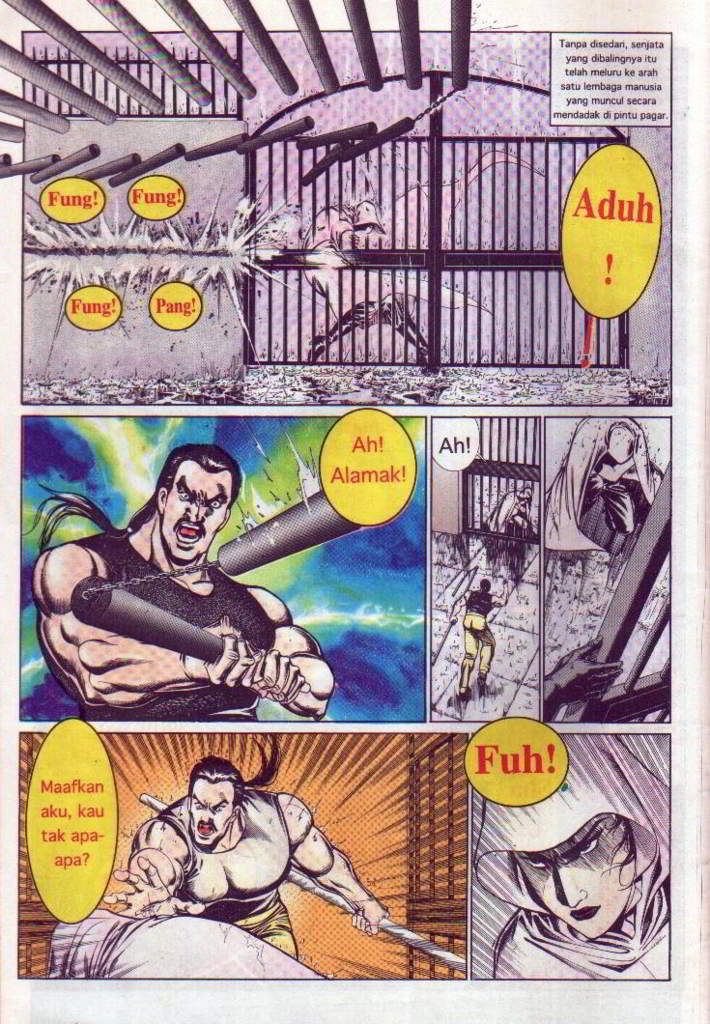 Tanpa disedari, senjata
yang dibalingnya itu
telah meluru ke arah
satu lembaga manusia
yang muncul secara
mendadak di pintu pagar.
Fung!
Fung!
Aduh
!
Fung!
Pang!
Ah!
Alamak!
Ah!
Maafkan
aku, kau
tak apa-
apa?
Fuh!